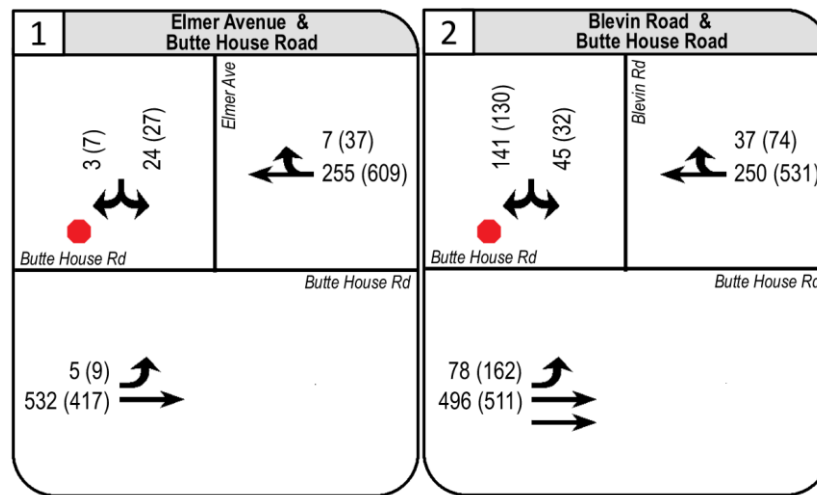 1
Elmer Avenue &
Butte House Road
3 (7)
24 (27)
Elmer Ave
7 (37)
255 (609)
Butte House Rd
Butte House Rd
5 (9)
532 (417)
2
Blevin Road &
Butte House Road
141 (130)
45 (32)
Blevin Rd
37 (74)
250 (531)
Butte House Rd
Butte House Rd
78 (162)
496 (511)